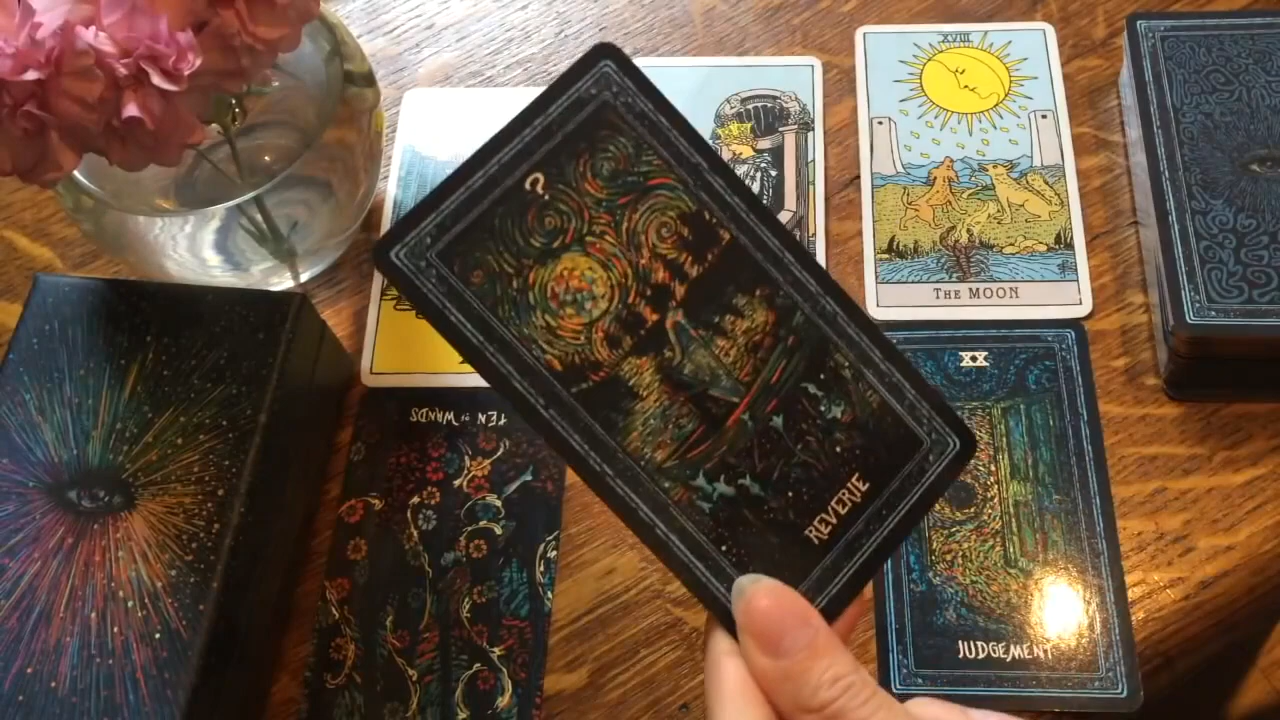 XVIII
THE MOON
?
REVERIE
TEN OF WANDS
XX
JUDGEMENT